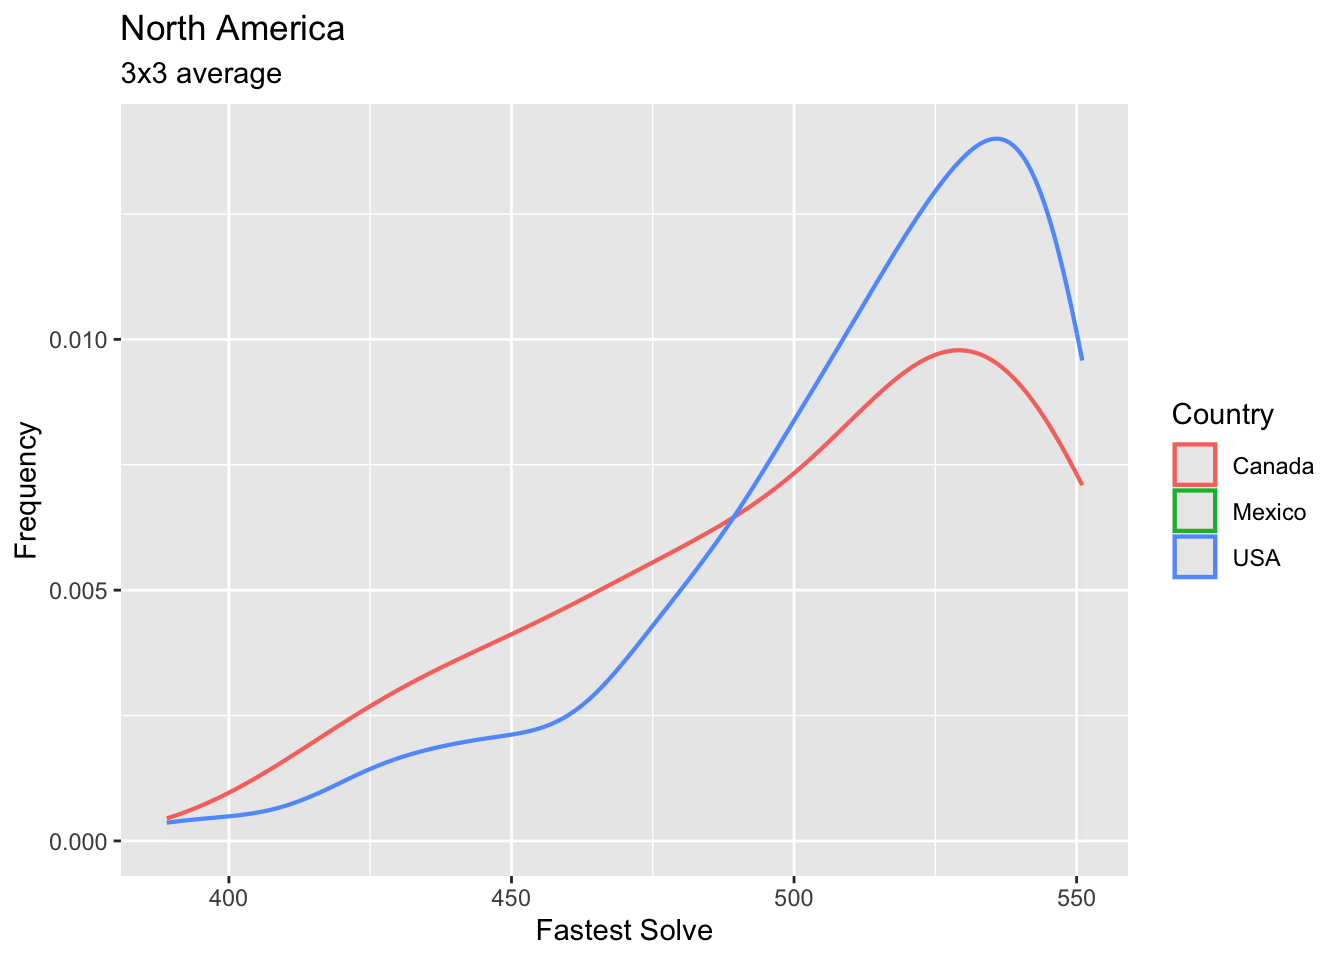 North America
3x3 average
Frequency
0.010
0.005
0.000
400 450 500 550
Fastest Solve
Country
Canada
Mexico
USA